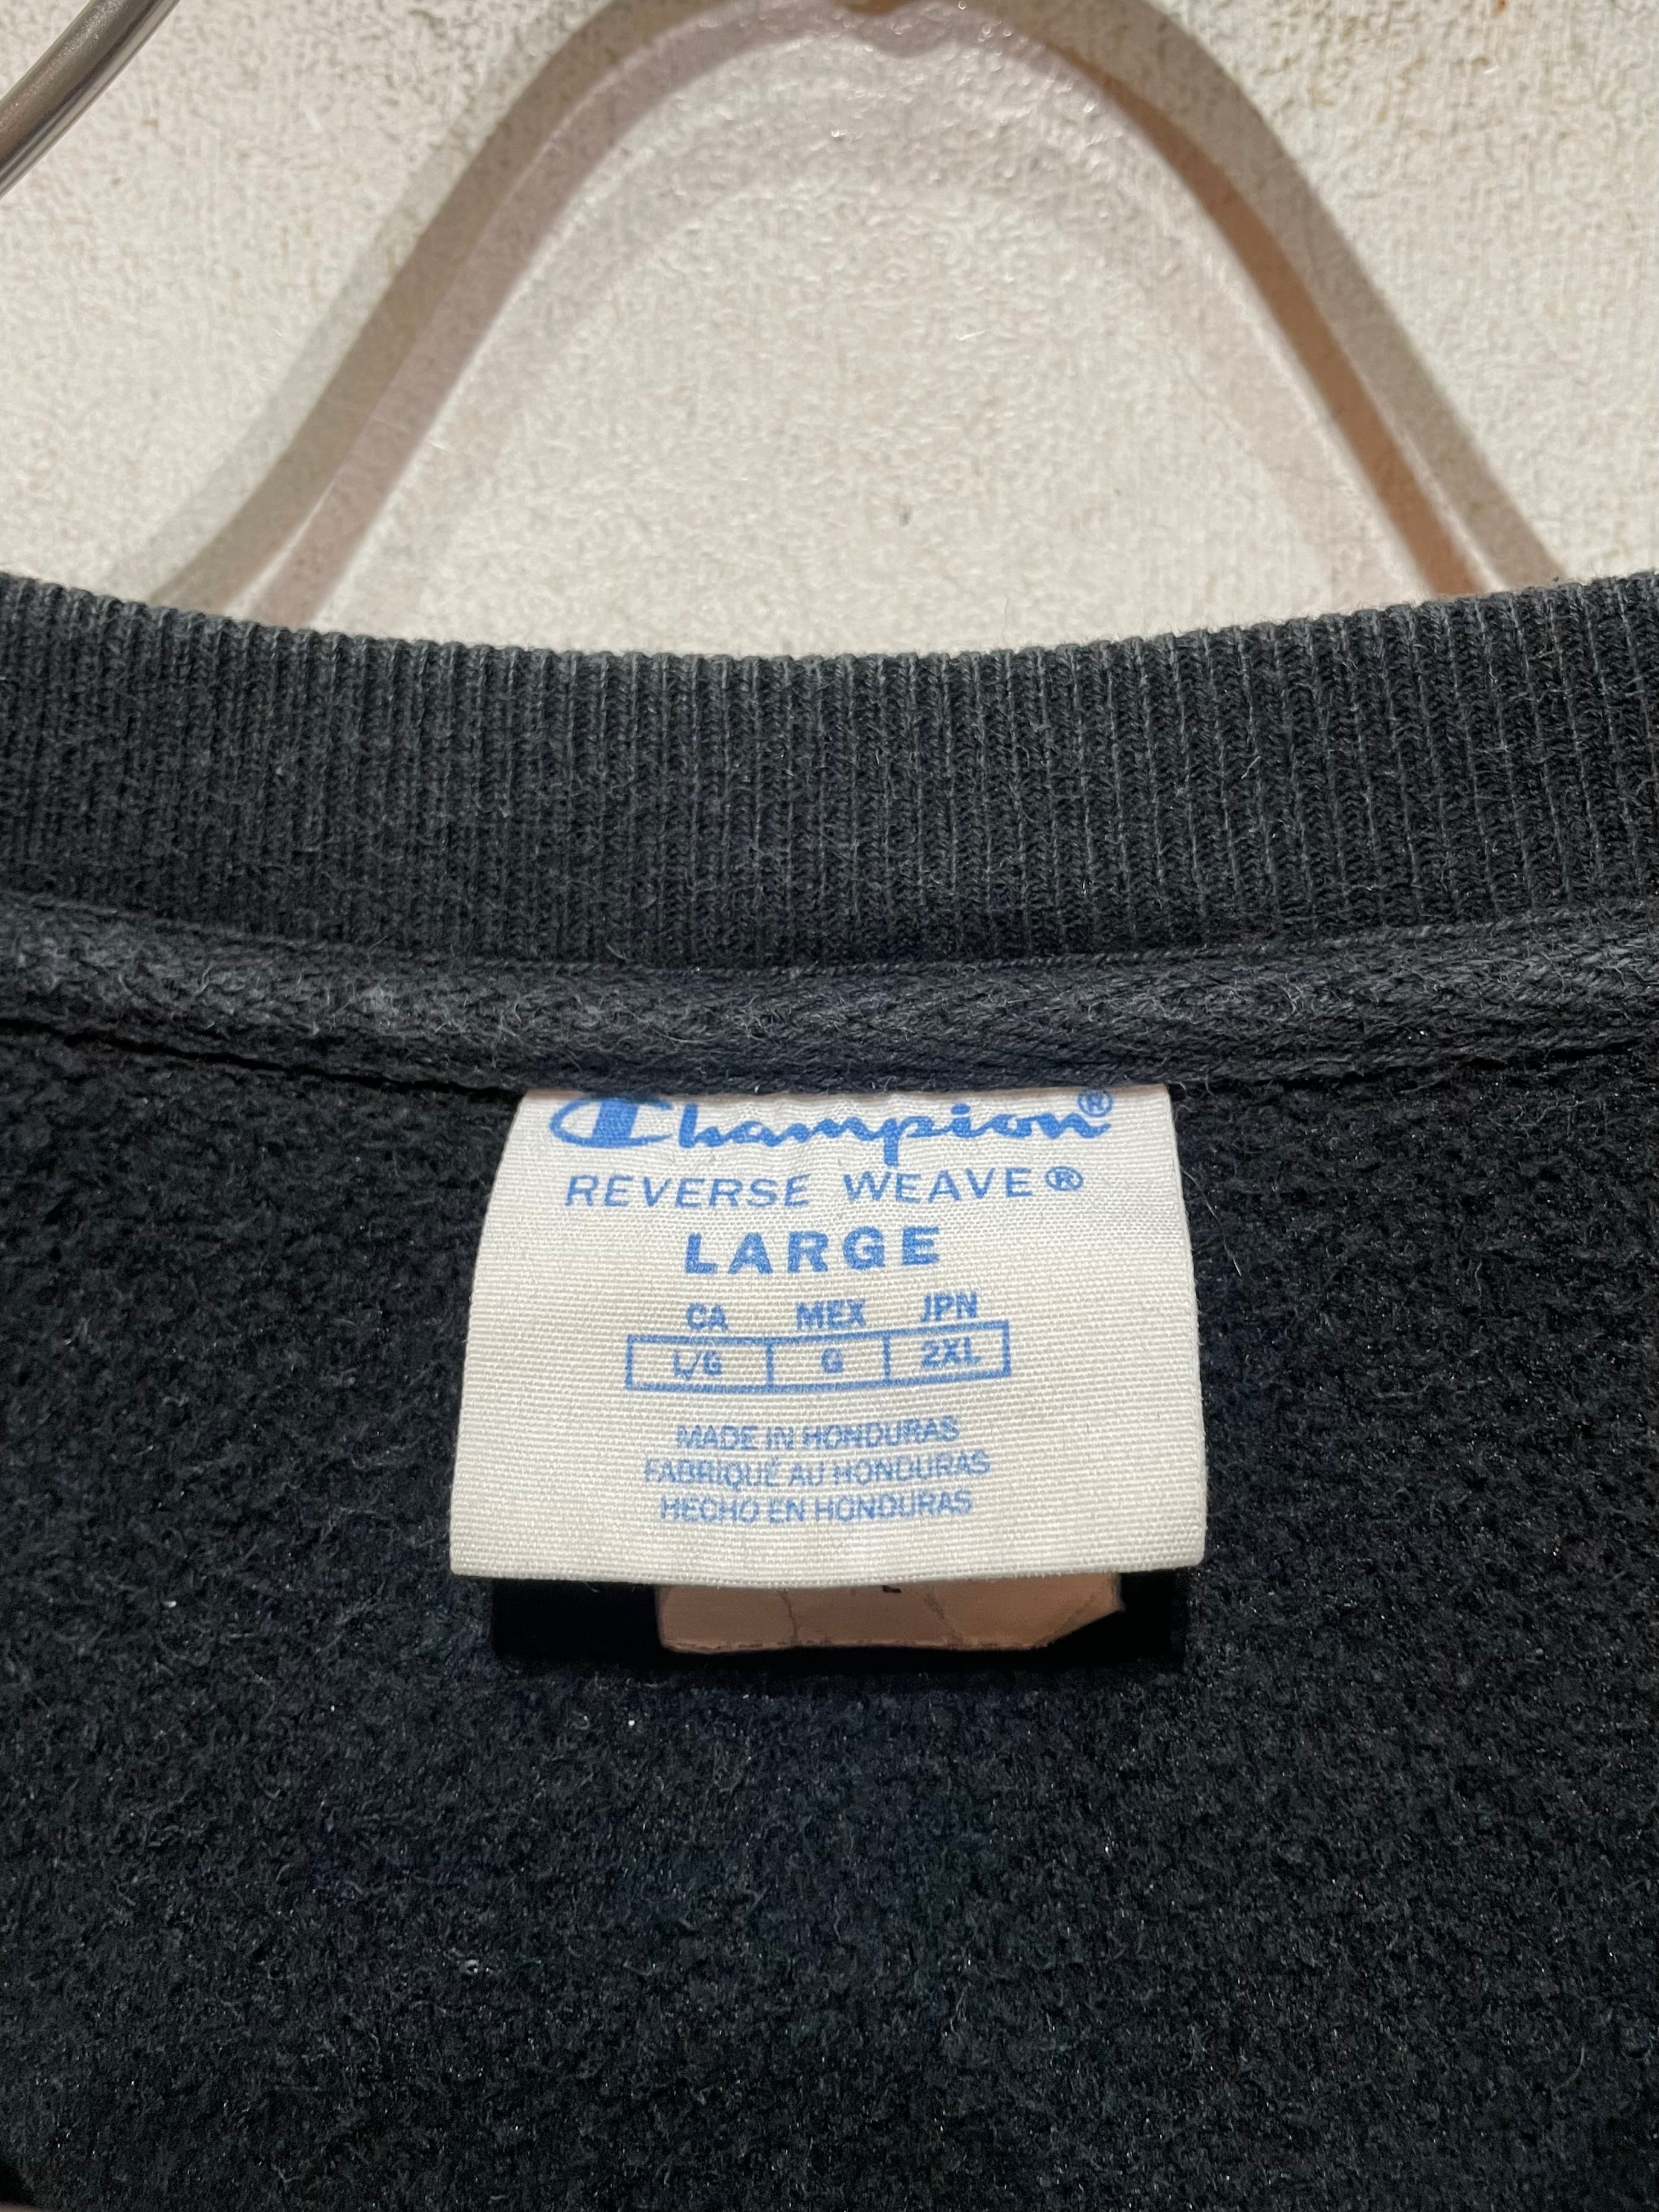 Champion®
REVERSE WEAVE®
LARGE
CA MEX JPN
L/G G 2XL
MADE IN HONDURAS
FABRIQUÉ AU HONDURAS
HECHO EN HONDURAS